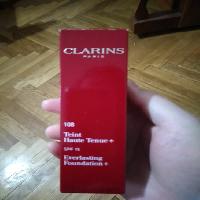 CLARINS
PARIS
108
Teint
Haute Tenue+
SPF 15
Everlasting
Foundation+